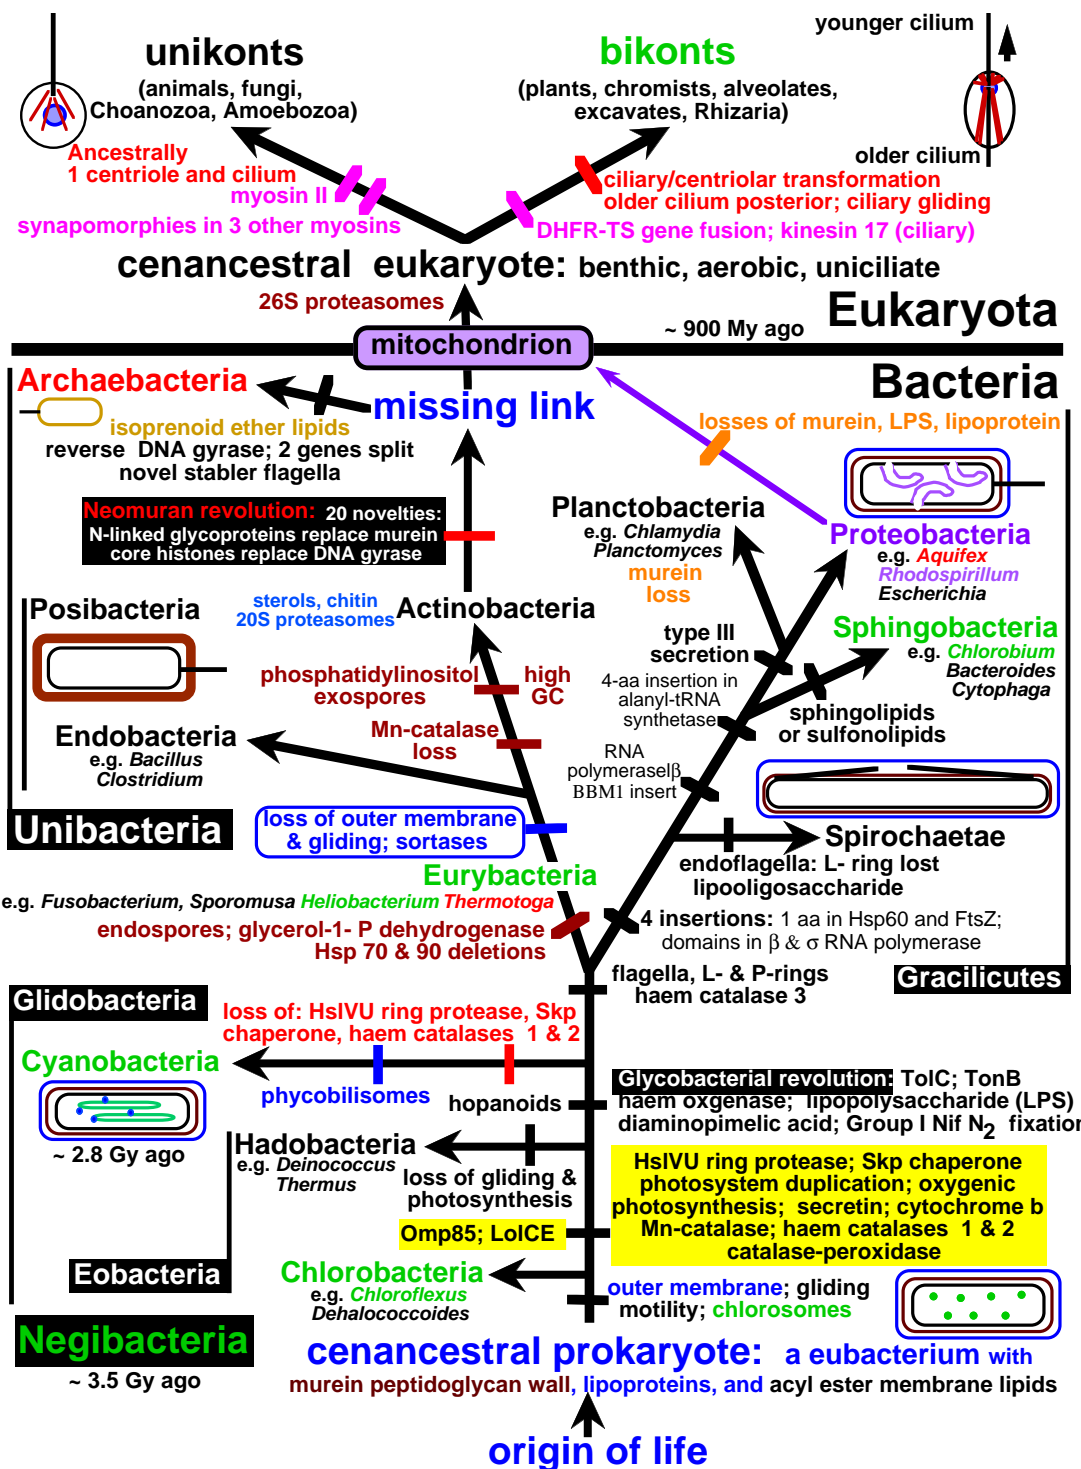 younger cilium
unikonts
bikonts
(animals, fungi,
Choanozoa, Amoebozoa)
(plants, chromists, alveolates,
excavates, Rhizaria)
older cilium
Ancestrally
1 centriole and cilium
myosin II
synapomorphies in 3 other myosins
ciliary/centriolar transformation
older cilium posterior; ciliary gliding
DHFR-TS gene fusion; kinesin 17 (ciliary)
cenancestral eukaryote: benthic, aerobic, uniciliate
26S proteasomes
~ 900 My ago
Eukaryota
mitochondrion
Bacteria
Archaebacteria
missing link
isoprenoid ether lipids
reverse DNA gyrase; 2 genes split
novel stabler flagella
losses of murein, LPS, lipoprotein
Neomuran revolution: 20 novelties:
N-linked glycoproteins replace murein
core histones replace DNA gyrase
Planctobacteria
e.g. Chlamydia
Planctomyces
murein
loss
Proteobacteria
e.g. Aquifex
Rhodospirillum
Escherichia
Posibacteria
sterols, chitin
20S proteasomes
Actinobacteria
type III
secretion
Sphingobacteria
e.g. Chlorobium
Bacteroides
Cytophaga
phosphatidylinositol
exospores
high
GC
4-aa insertion in
alanyl-tRNA
synthetase
sphingolipids
or sulfonolipids
Mn-catalase
loss
Endobacteria
e.g. Bacillus
Clostridium
RNA
polymeraselβ
BBM1 insert
Unibacteria
loss of outer membrane
& gliding; sortases
Spirochaetae
endoflagella: L- ring lost
lipooligosaccharide
Eurybacteria
e.g. Fusobacterium, Sporomusa Heliobacterium Thermotoga
endospores; glycerol-1- P dehydrogenase
Hsp 70 & 90 deletions
4 insertions: 1 aa in Hsp60 and FtsZ;
domains in β & σ RNA polymerase
flagella, L- & P-rings
haem catalase 3
Gracilicutes
Glidobacteria
loss of: HslVU ring protease, Skp
chaperone, haem catalases 1 & 2
Cyanobacteria
phycobilisomes
hopanoids
Glycobacterial revolution: TolC; TonB
haem oxgenase; lipopolysaccharide (LPS)
diaminopimelic acid; Group I Nif N2 fixation
~ 2.8 Gy ago
Hadobacteria
e.g. Deinococcus
Thermus
loss of gliding &
photosynthesis
HslVU ring protease; Skp chaperone
photosystem duplication; oxygenic
photosynthesis; secretin; cytochrome b
Mn-catalase; haem catalases 1 & 2
catalase-peroxidase
Omp85; LolCE
Eobacteria
Chlorobacteria
e.g. Chloroflexus
Dehalococcoides
outer membrane; gliding
motility; chlorosomes
Negibacteria
~ 3.5 Gy ago
cenancestral prokaryote: a eubacterium with
murein peptidoglycan wall, lipoproteins, and acyl ester membrane lipids
origin of life